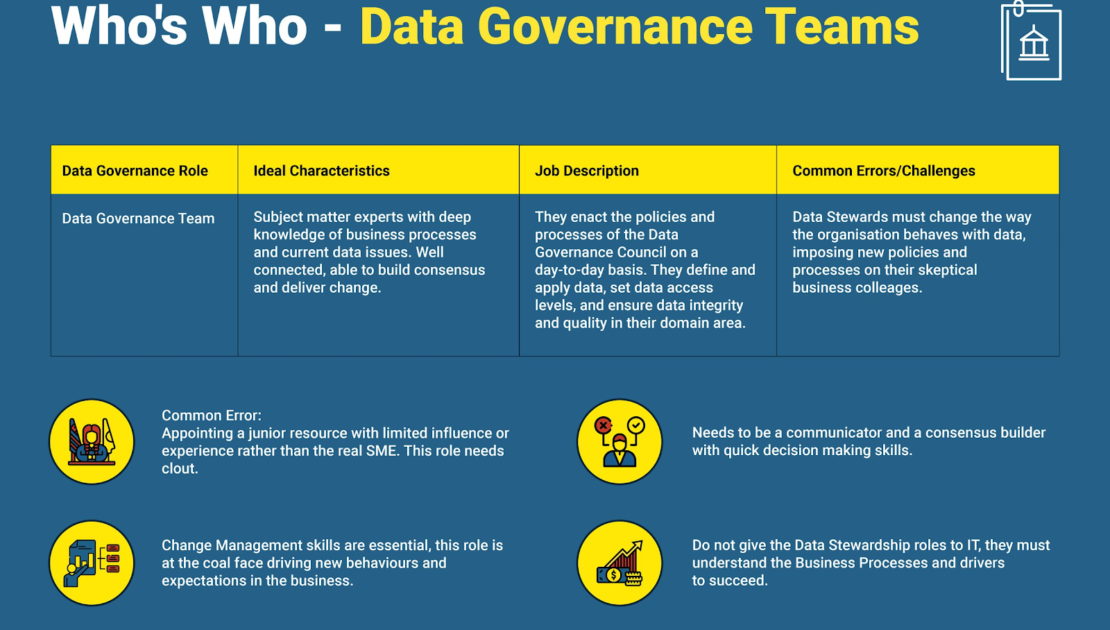 Who's Who - Data Governance Teams
Data Governance Role
Ideal Characteristics
Job Description
Common Errors/Challenges
Data Governance Team
Subject matter experts with deep
knowledge of business processes
and current data issues. Well
connected, able to build consensus
and deliver change.
They enact the policies and
processes of the Data
Governance Council on a
day-to-day basis. They define and
apply data, set data access
levels, and ensure data integrity
and quality in their domain area.
Data Stewards must change the way
the organisation behaves with data,
imposing new policies and
processes on their skeptical
business colleages.
Common Error:
Appointing a junior resource with limited influence or
experience rather than the real SME. This role needs
clout.
Needs to be a communicator and a consensus builder
with quick decision making skills.
Change Management skills are essential, this role is
at the coal face driving new behaviours and
expectations in the business.
Do not give the Data Stewardship roles to IT, they must
understand the Business Processes and drivers
to succeed.